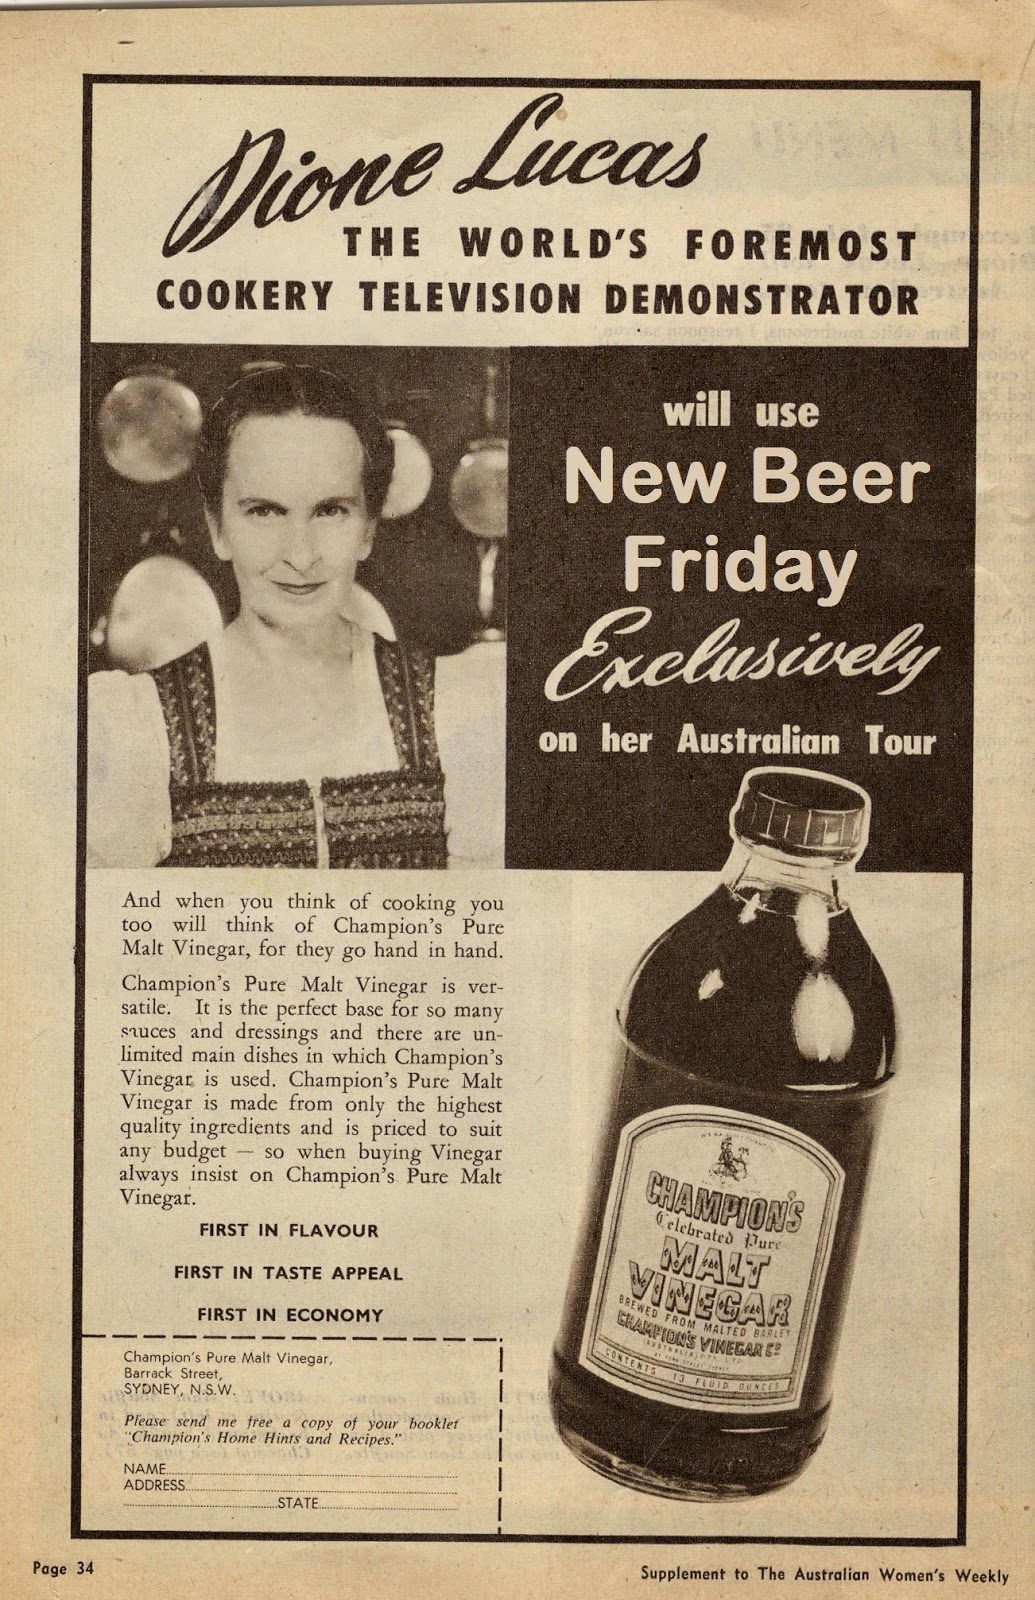 Dione Lucas
THE WORLD'S FOREMOST
COOKERY TELEVISION DEMONSTRATOR
will use
New Beer
Friday
Exclusively
on her Australian Tour
And when you think of cooking you
too will think of Champion's Pure
Malt Vinegar, for they go hand in hand.
Champion's Pure Malt Vinegar is ver-
satile. It is the perfect base for so many
sauces and dressings and there are un-
limited main dishes in which Champion's
Vinegar is used. Champion's Pure Malt
Vinegar is made from only the highest
quality ingredients and is priced to suit
any budget — so when buying Vinegar
always insist on Champion's Pure Malt
Vinegar.
FIRST IN FLAVOUR
FIRST IN TASTE APPEAL
FIRST IN ECONOMY
CHAMPION'S
Celebrated Pure
MALT
VINEGAR
BREWED FROM MALTED BARLEY
CHAMPION'S VINEGAR Co
CONTENTS 13 FLUID OUNCES
Champion's Pure Malt Vinegar,
Barrack Street,
SYDNEY, N.S.W.
Please send me free a copy of your booklet
"Champion's Home Hints and Recipes."
NAME
ADDRESS
STATE
Page 34
Supplement to The Australian Women's Weekly